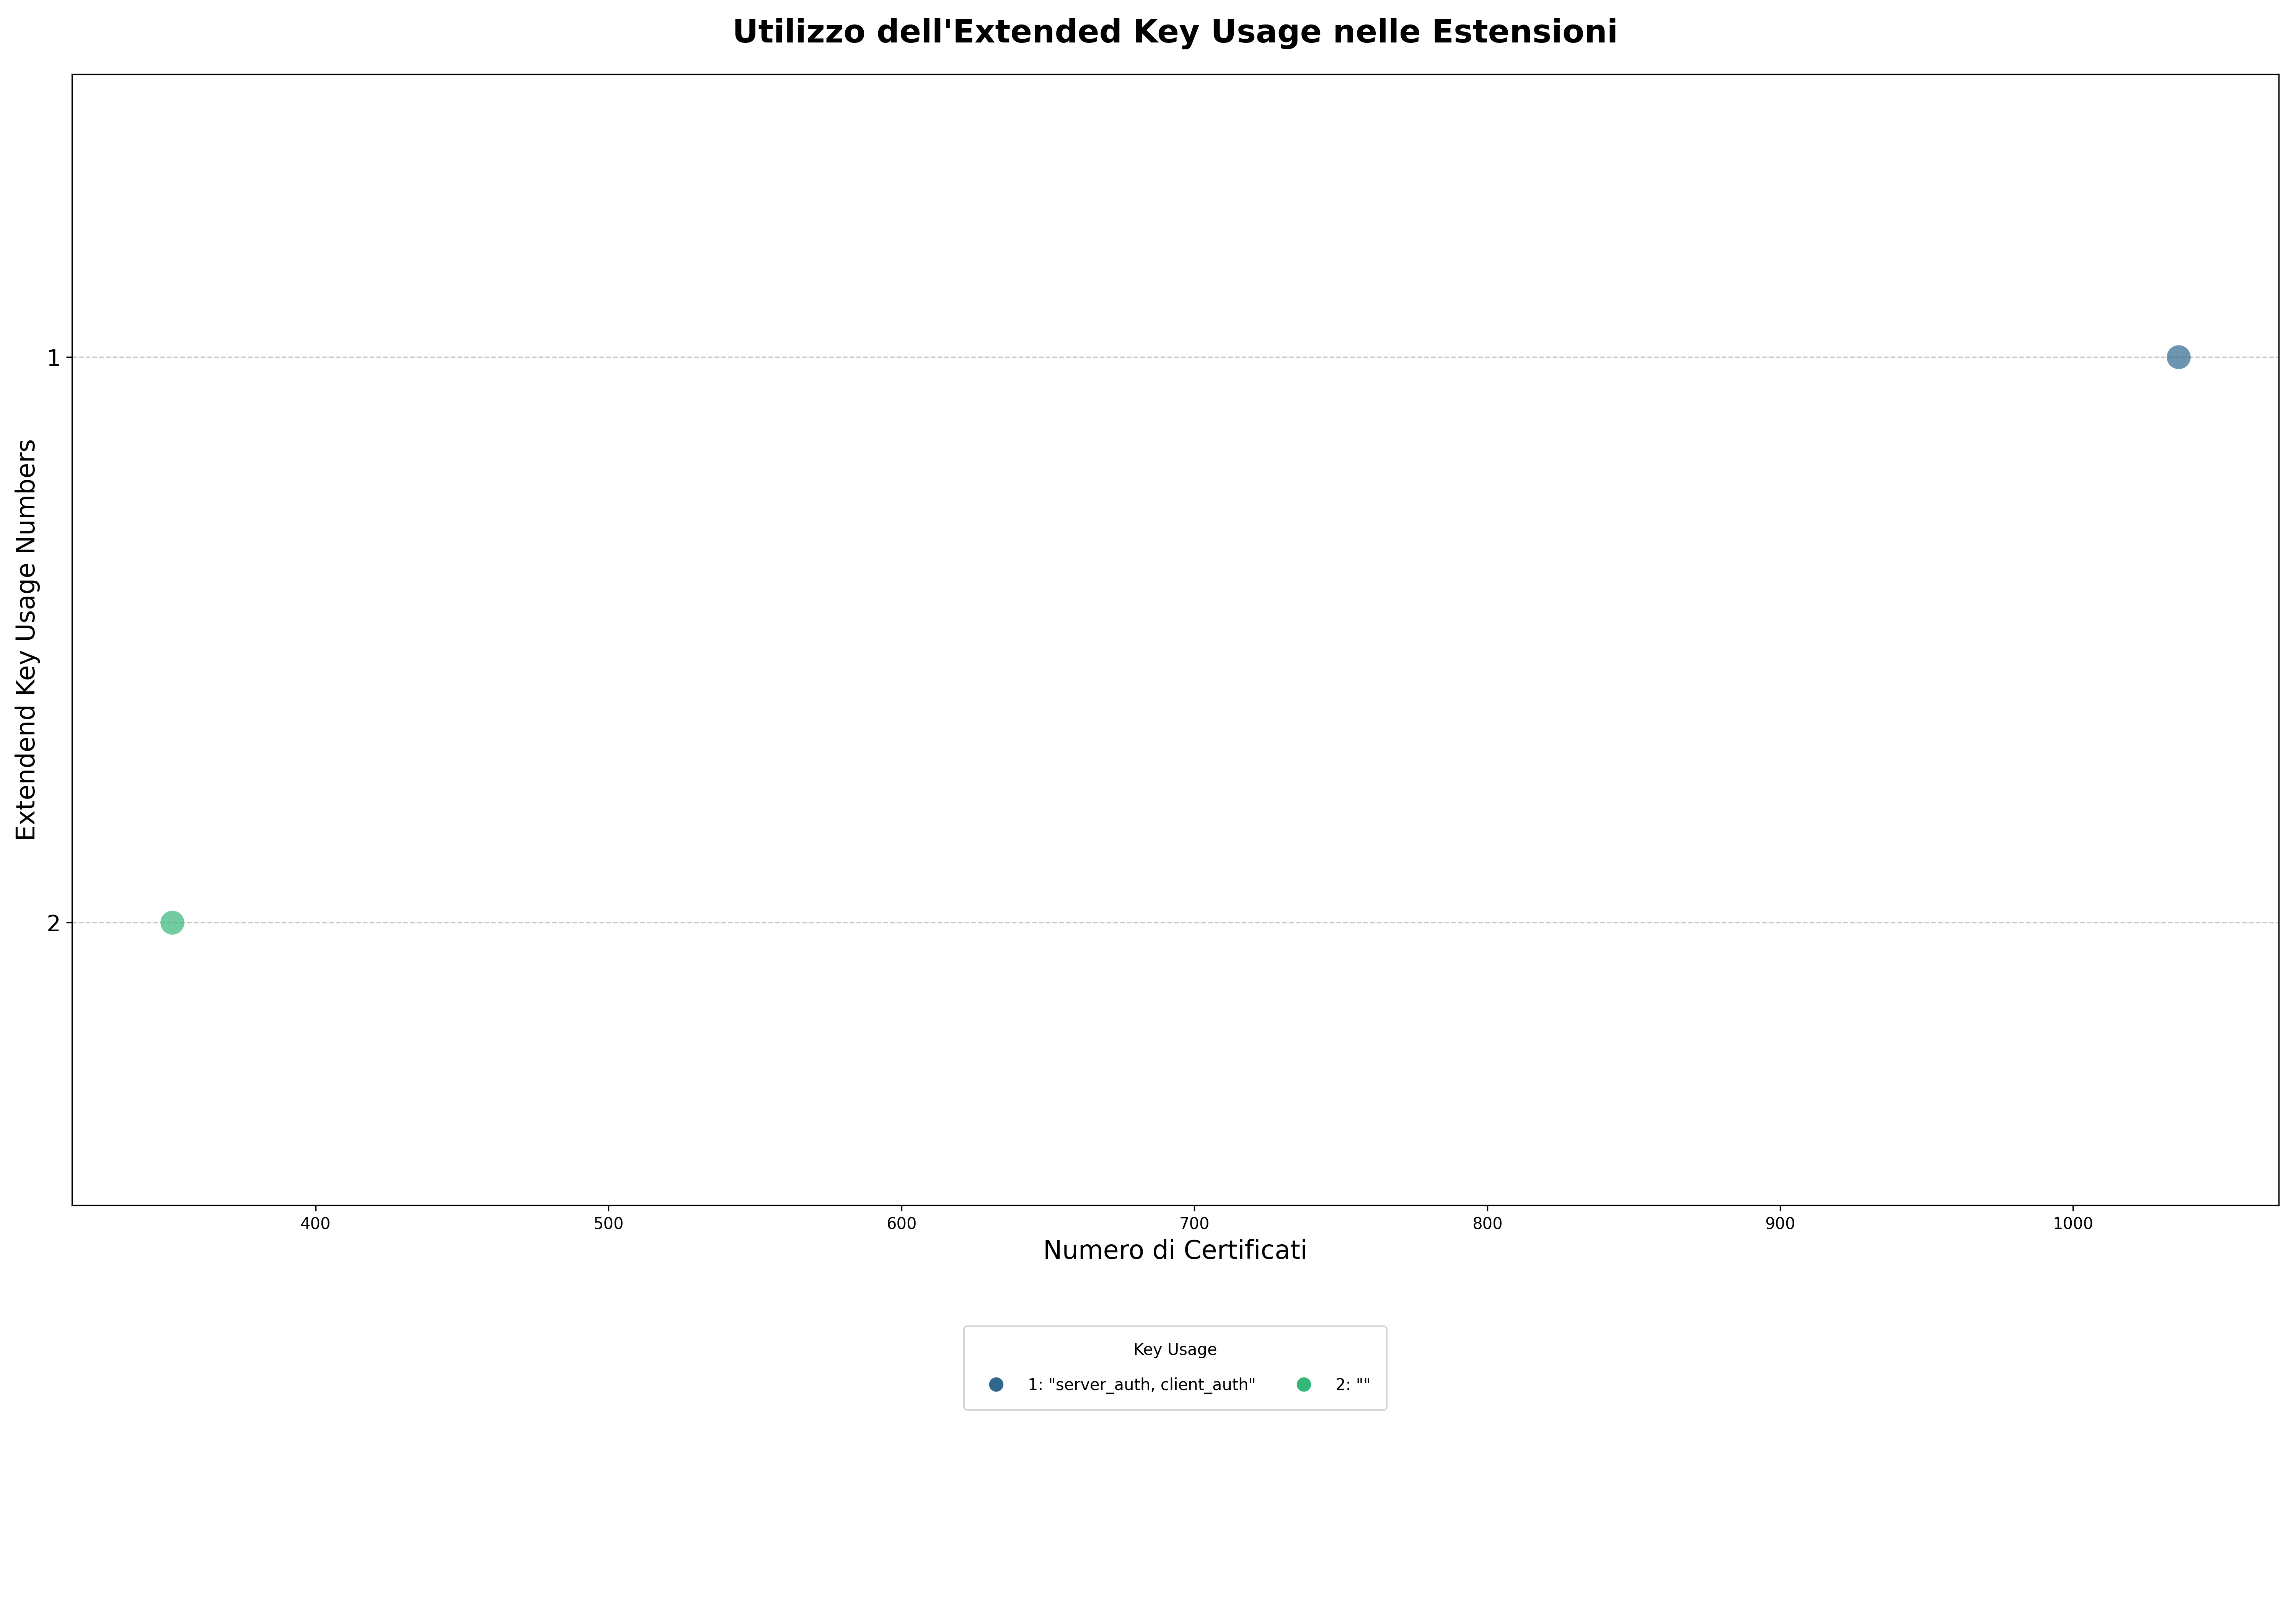 Utilizzo dell'Extended Key Usage nelle Estensioni
Extendend Key Usage Numbers
1
2
400 500 600 700 800 900 1000
Numero di Certificati
Key Usage
1: "server_auth, client_auth" 2: ""